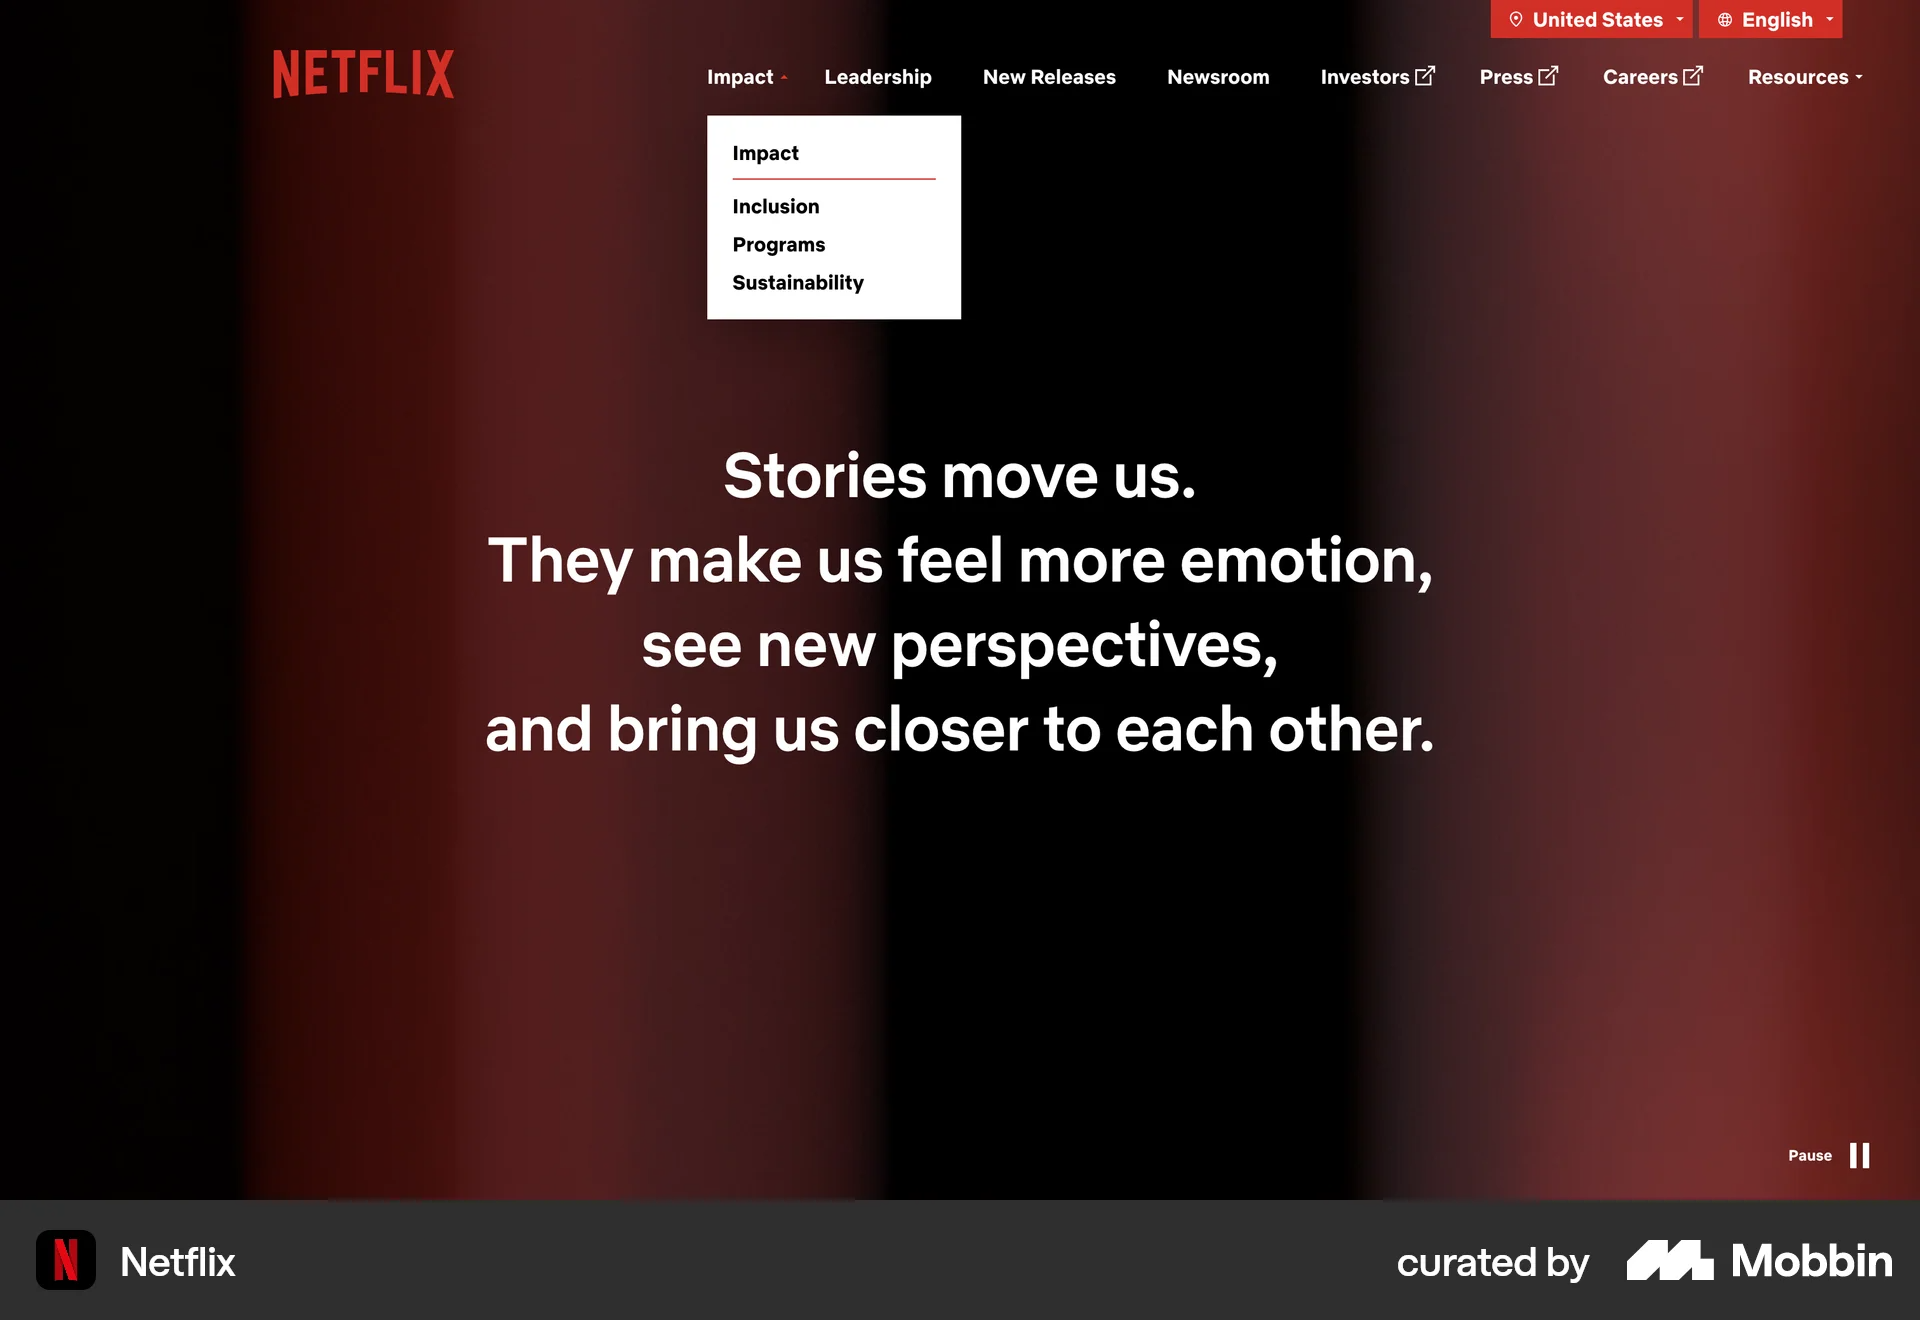 United States
English
NETFLIX
Impact
Leadership
New Releases
Newsroom
Investors
Press
Careers
Resources
Impact
Inclusion
Programs
Sustainability
Stories move us.
They make us feel more emotion,
see new perspectives,
and bring us closer to each other.
Pause
N
Netflix
curated by
Mobbin